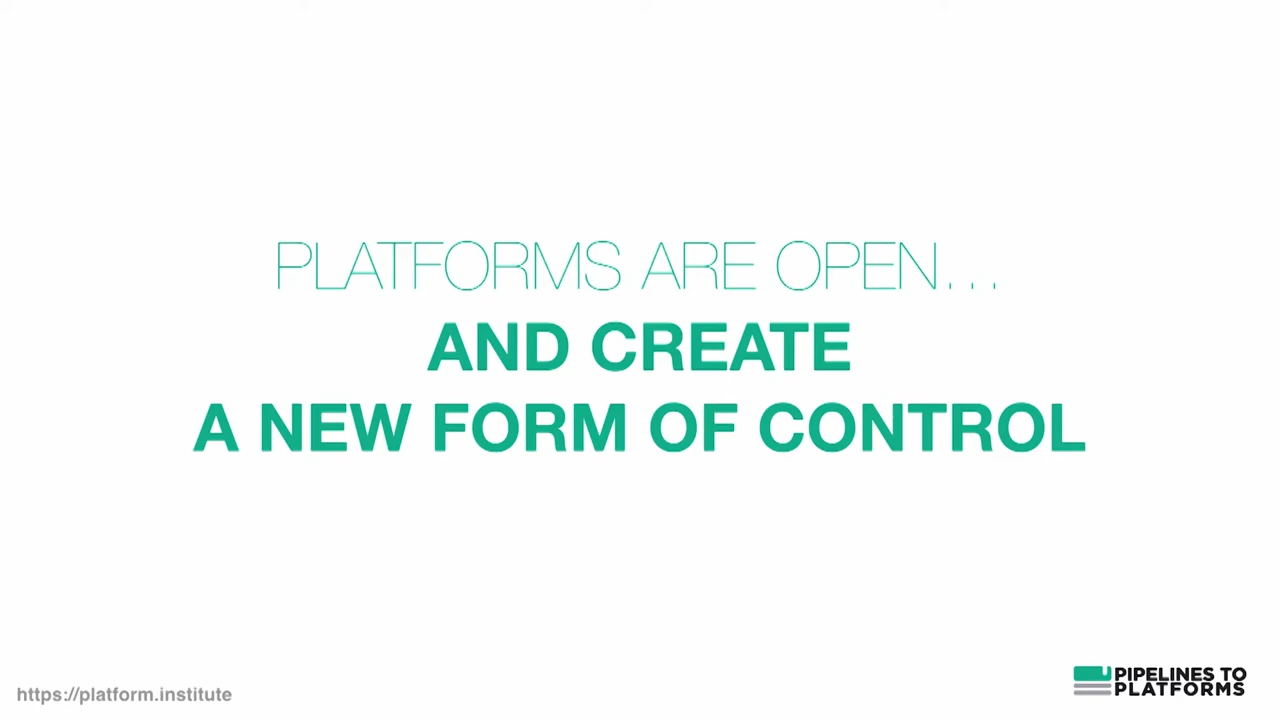 PLATFORMS ARE OPEN...
AND CREATE
A NEW FORM OF CONTROL
https://platform.institute
PIPELINES TO
PLATFORMS